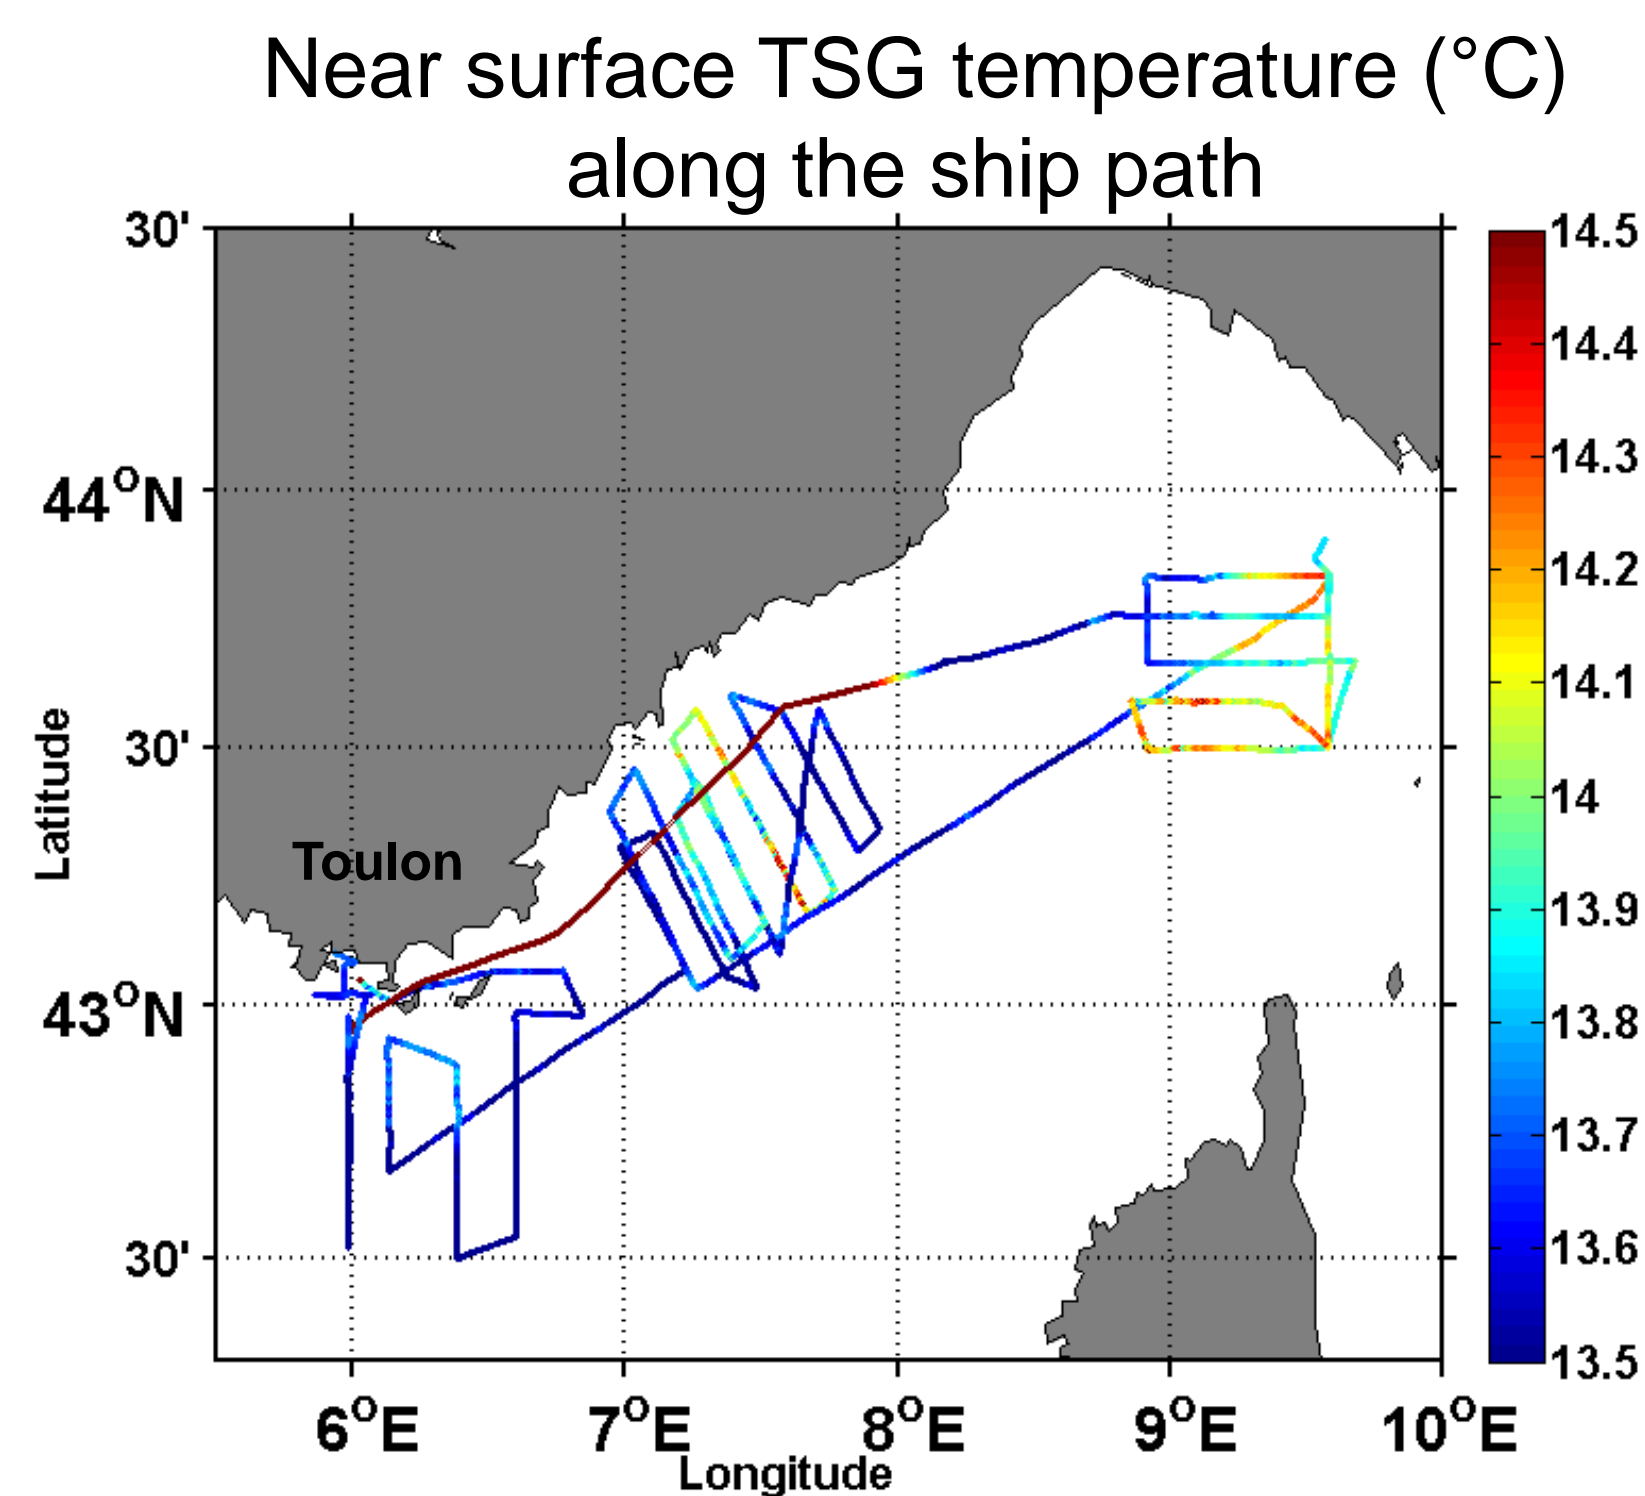 Near surface TSG temperature (°C)
along the ship path
30'
44°N
30'
43°N
30'
Latitude
Toulon
6°E
7°E
8°E
9°E
10°E
Longitude
14.5
14.4
14.3
14.2
14.1
14
13.9
13.8
13.7
13.6
13.5